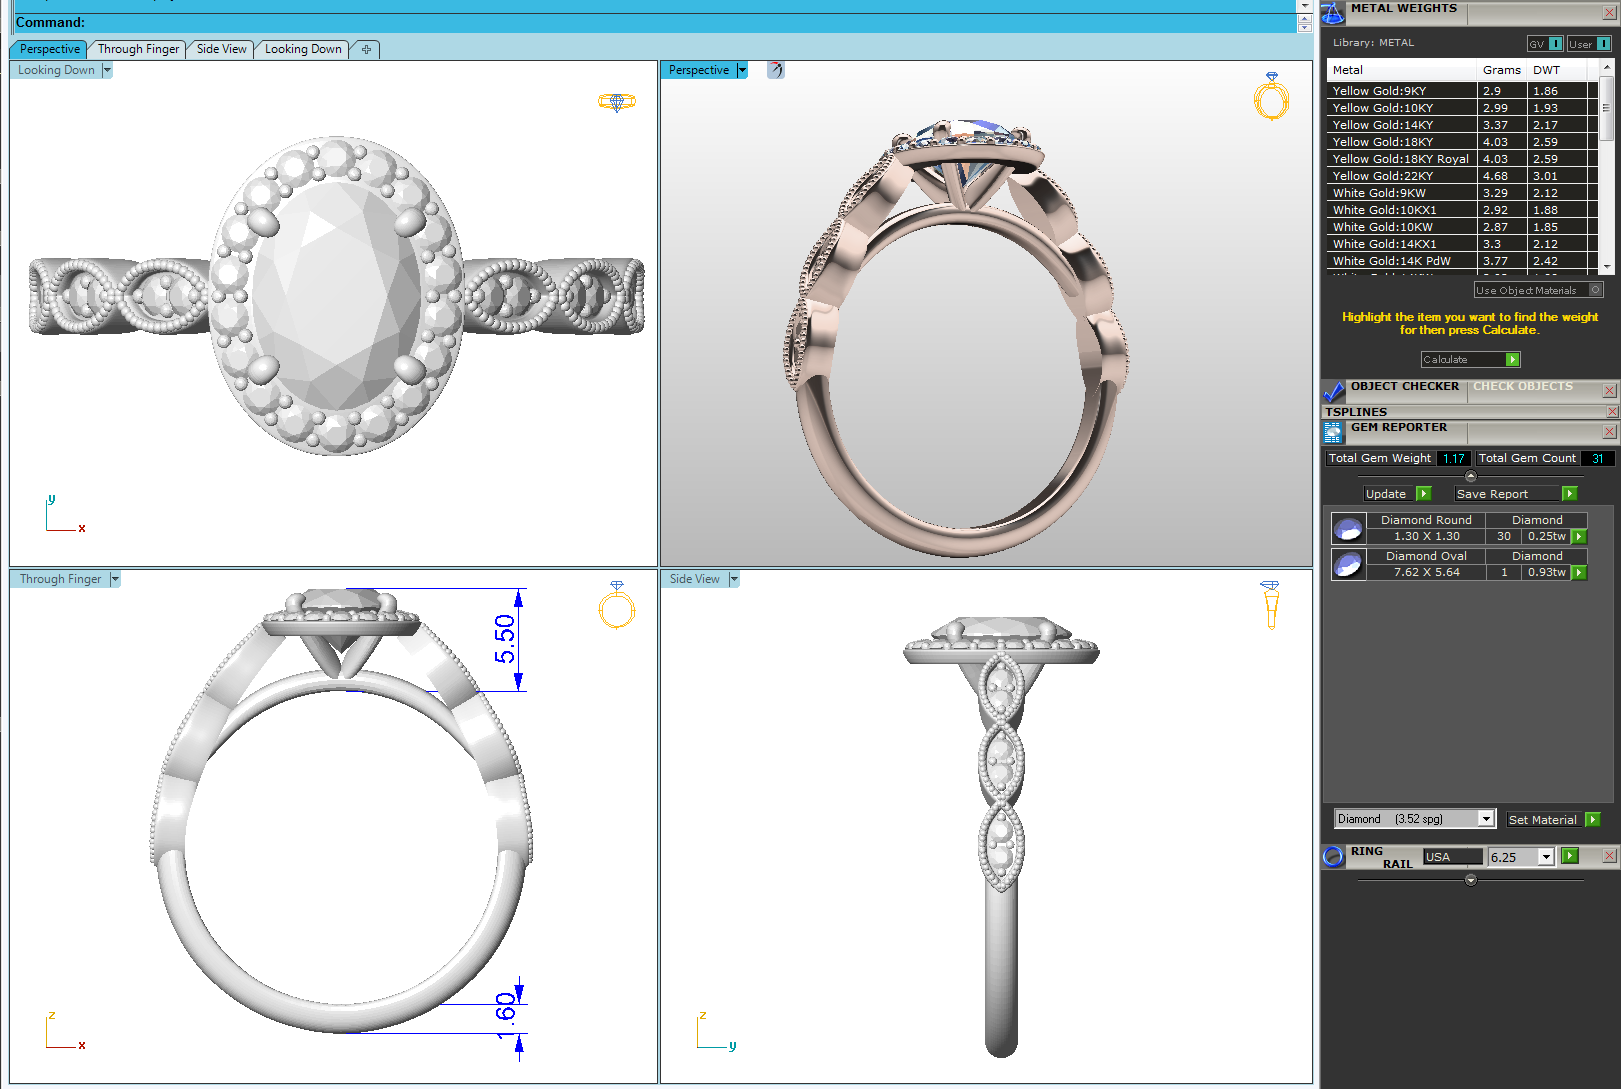 Command:
Perspective Through Finger Side View Looking Down
Looking Down
y
x
Perspective
Through Finger
5.50
1.60
z
x
Side View
z
y
METAL WEIGHTS
Library: METAL GV I User I
Metal Grams DWT
Yellow Gold:9KY 2.9 1.86
Yellow Gold:10KY 2.99 1.93
Yellow Gold:14KY 3.37 2.17
Yellow Gold:18KY 4.03 2.59
Yellow Gold:18KY Royal 4.03 2.59
Yellow Gold:22KY 4.68 3.01
White Gold:9KW 3.29 2.12
White Gold:10KX1 2.92 1.88
White Gold:10KW 2.87 1.85
White Gold:14KX1 3.3 2.12
White Gold:14K PdW 3.77 2.42
Use Object Materials O
Highlight the item you want to find the weight
for then press Calculate.
Calculate
OBJECT CHECKER CHECK OBJECTS
TSPLINES
GEM REPORTER
Total Gem Weight 1.17 Total Gem Count 31
Update Save Report
Diamond Round Diamond
1.30 X 1.30 30 0.25tw
Diamond Oval Diamond
7.62 X 5.64 1 0.93tw
Diamond (3.52 spg) Set Material
RING
RAIL USA 6.25